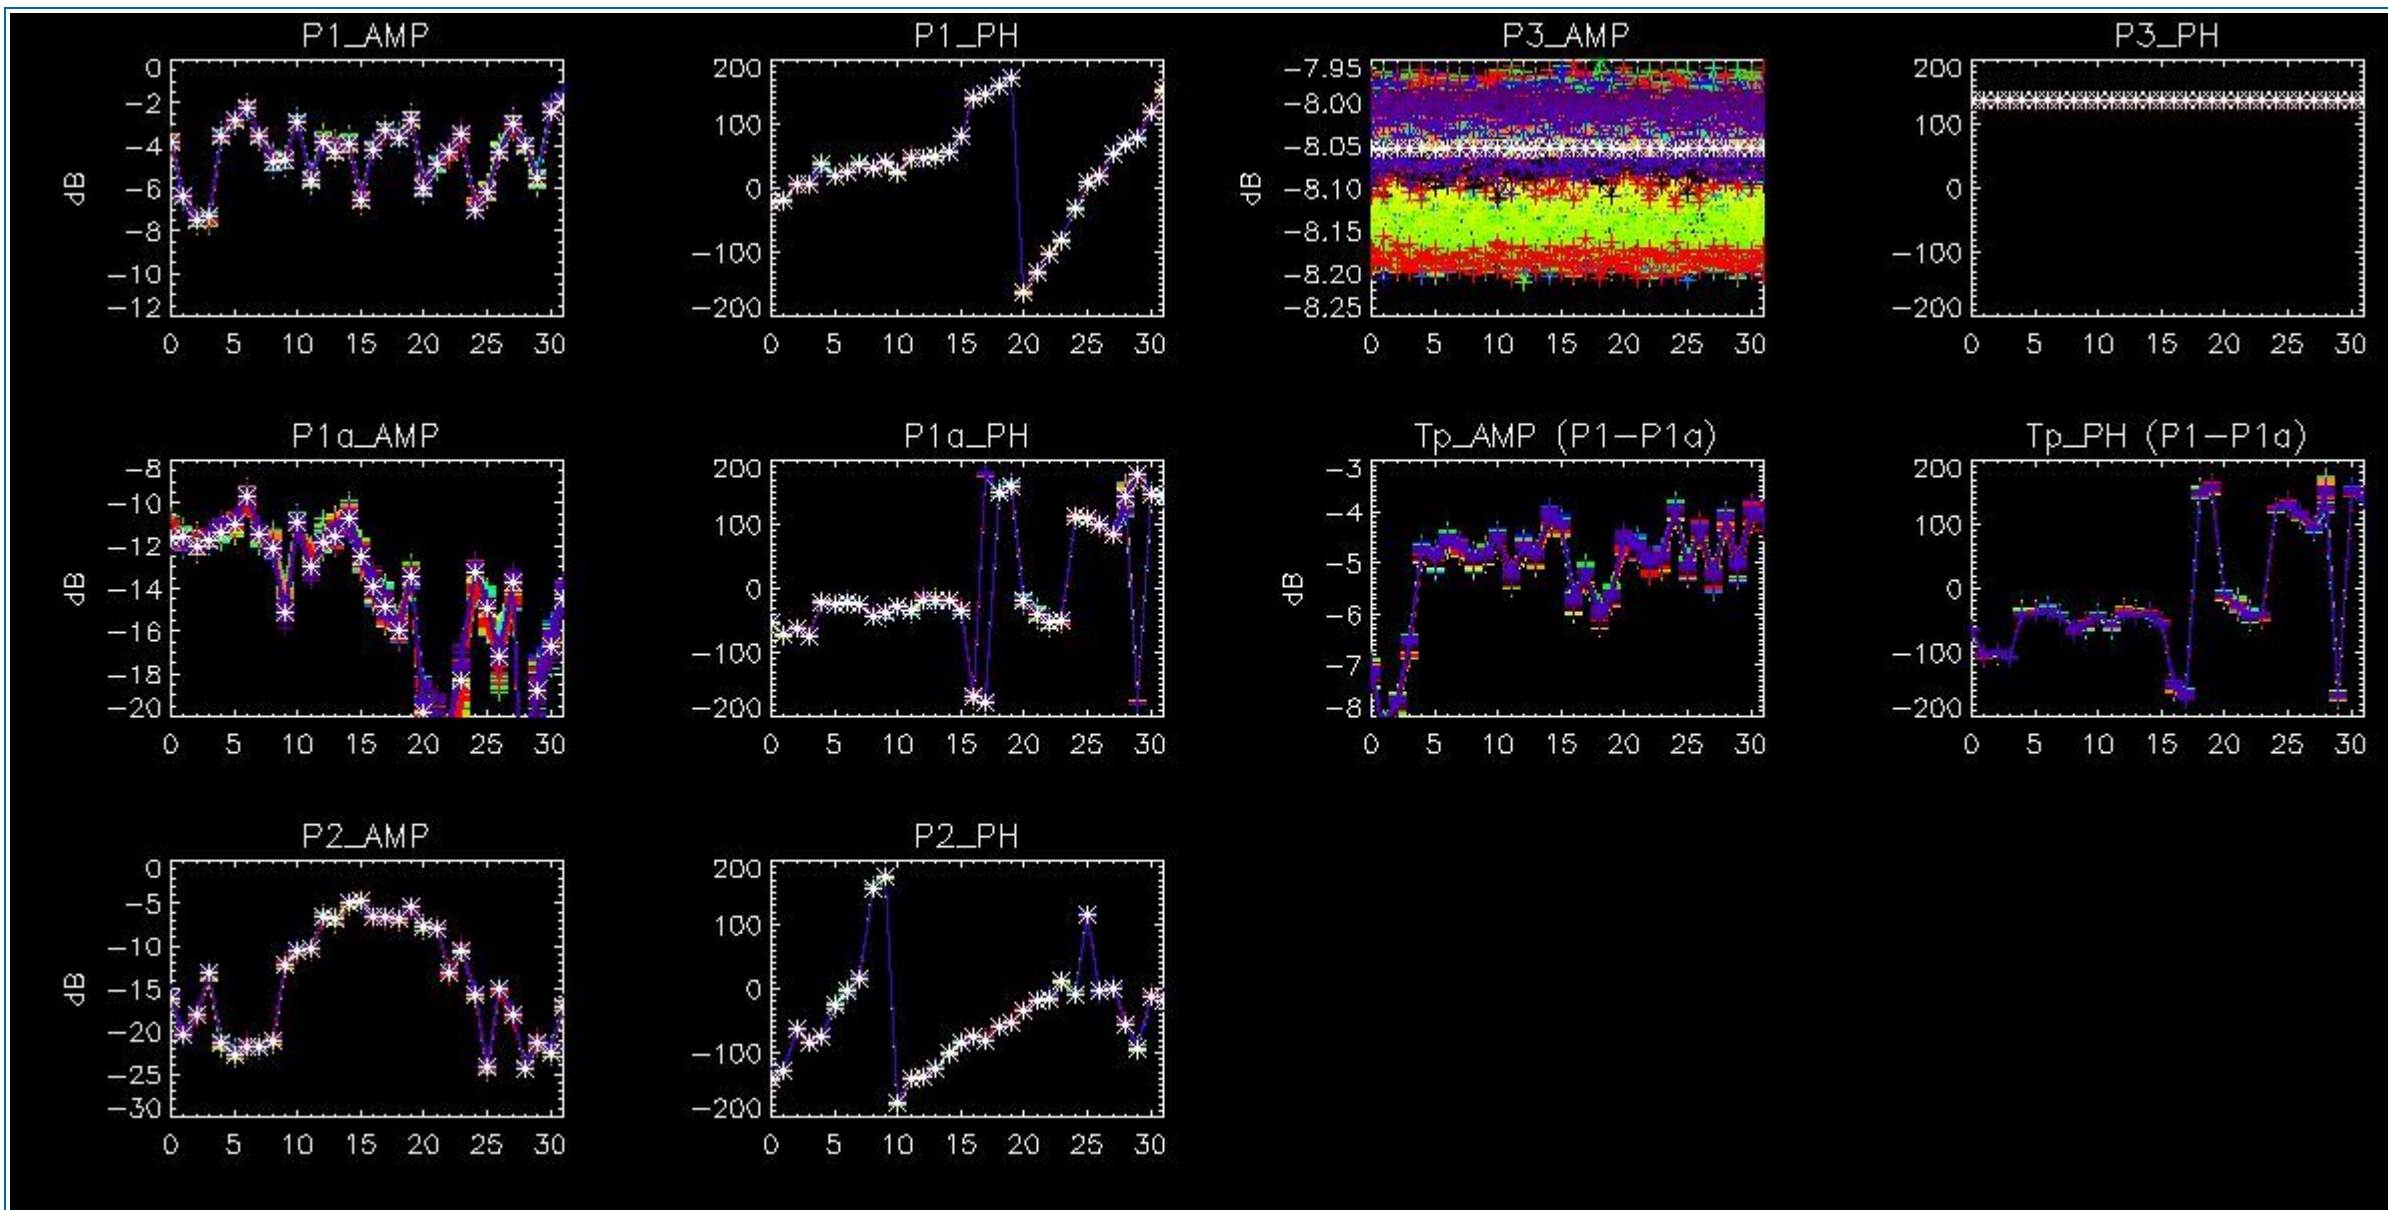 P1_AMP P1_PH P3_AMP P3_PH
0 200 −7.95 200
−2 100 −8.00 100
−4 0 −8.05 0
−6 −100 −8.10 −100
−8 −200 −8.15 −200
−10 −8.20
−12 −8.25
dB dB
0 5 10 15 20 25 30 0 5 10 15 20 25 30 0 5 10 15 20 25 30 0 5 10 15 20 25 30
P1a_AMP P1a_PH Tp_AMP (P1−P1a) Tp_PH (P1−P1a)
−8 200 −3 200
−10 100 −4 100
−12 0 −5 0
−14 −100 −6 −100
−16 −200 −7 −200
−18 −8
−20
dB dB
0 5 10 15 20 25 30 0 5 10 15 20 25 30 0 5 10 15 20 25 30 0 5 10 15 20 25 30
P2_AMP P2_PH
0 200
−5 100
−10 0
−15 −100
−20 −200
−25
−30
dB
0 5 10 15 20 25 30 0 5 10 15 20 25 30